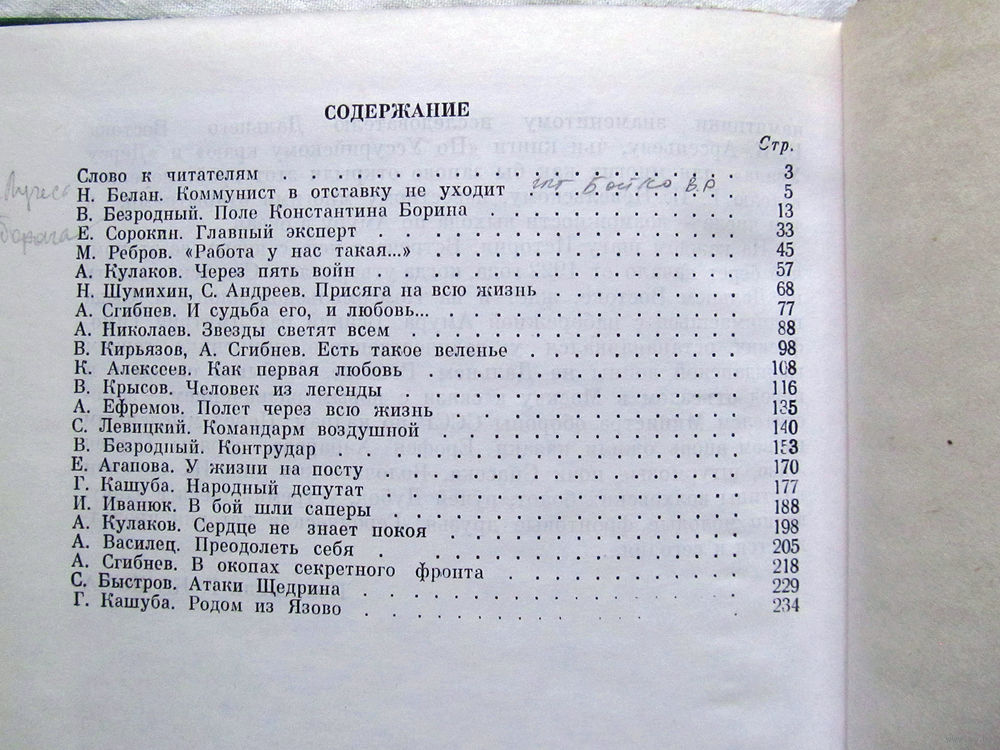 СОДЕРЖАНИЕ
Стр.
Слово к читателям . . . . . . . . . . 3
Н. Белан. Коммунист в отставку не уходит Бойко В.Р. 5
В. Безродный. Поле Константина Борина . . . . . . . 13
Е. Сорокин. Главный эксперт . . . . . . . . . . 33
М. Ребров. «Работа у нас такая...» . . . . . . . . 45
А. Кулаков. Через пять войн . . . . . . . . . . 57
Н. Шумихин, С. Андреев. Присяга на всю жизнь . . . . . 68
А. Сгибнев. И судьба его, и любовь... . . . . . . . . 77
А. Николаев. Звезды светят всем . . . . . . . . . 88
В. Кирьязов, А. Сгибнев. Есть такое веленье . . . . . . 98
К. Алексеев. Как первая любовь . . . . . . . . . 108
В. Крысов. Человек из легенды . . . . . . . . . 116
А. Ефремов. Полет через всю жизнь . . . . . . . . 135
С. Левицкий. Командарм воздушной . . . . . . . . 140
В. Безродный. Контрудар . . . . . . . . . . . 153
Е. Агапова. У жизни на посту . . . . . . . . . 170
Г. Кашуба. Народный депутат . . . . . . . . . 177
И. Иванюк. В бой шли саперы . . . . . . . . . 188
А. Кулаков. Сердце не знает покоя . . . . . . . . 198
А. Василец. Преодолеть себя . . . . . . . . . . 205
А. Сгибнев. В окопах секретного фронта . . . . . . . 218
С. Быстров. Атаки Щедрина . . . . . . . . . . 229
Г. Кашуба. Родом из Язово . . . . . . . . . . 234